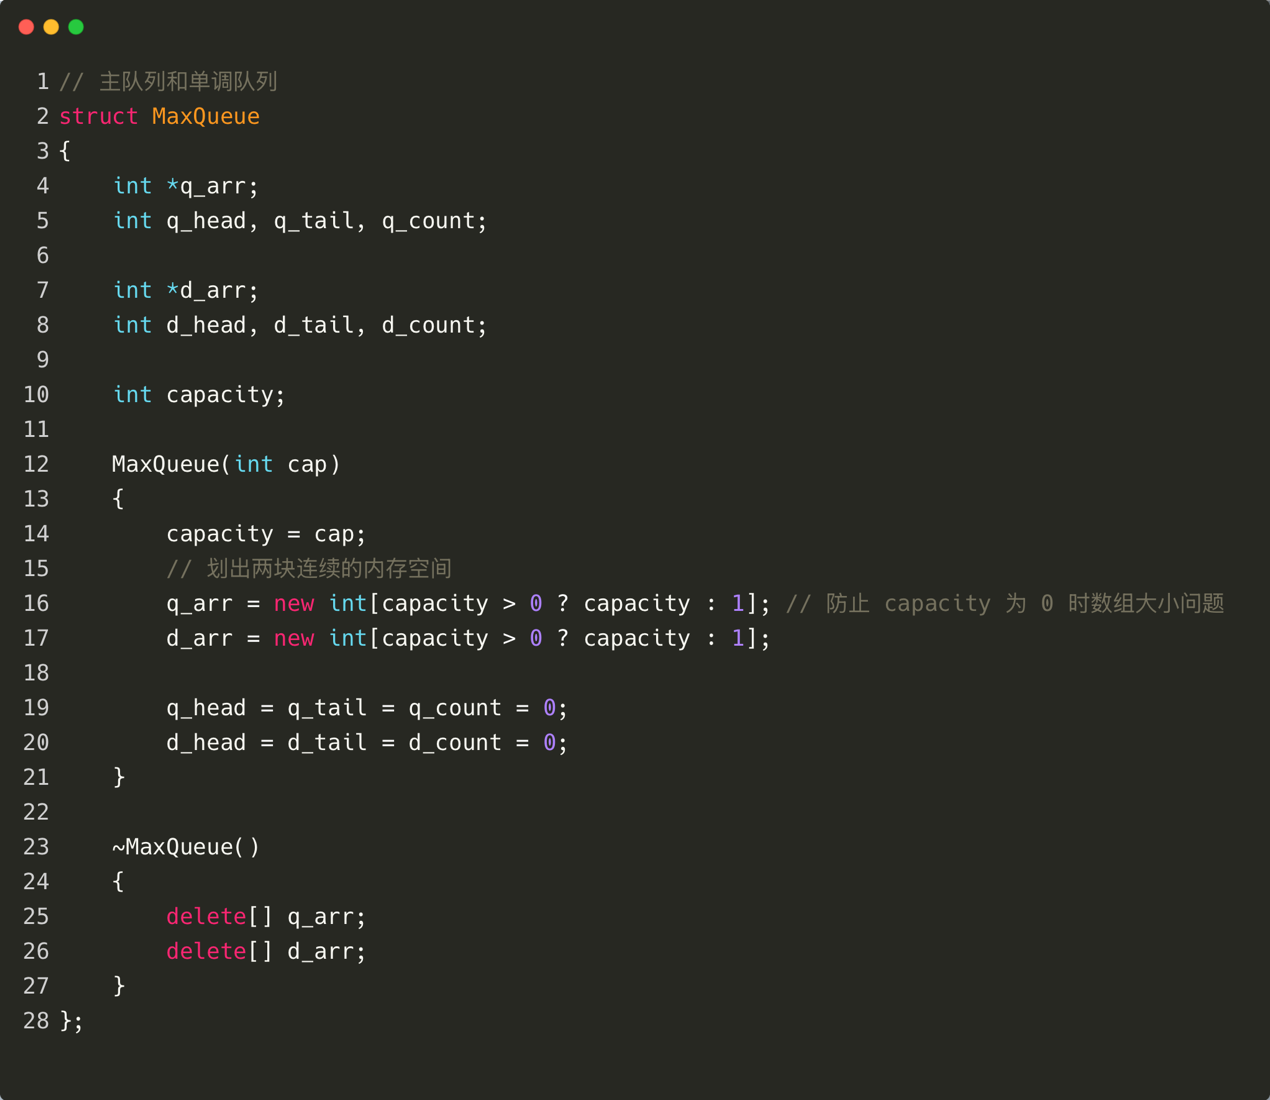 1 // 主队列和单调队列
2 struct MaxQueue
3 {
4     int *q_arr;
5     int q_head, q_tail, q_count;
6
7     int *d_arr;
8     int d_head, d_tail, d_count;
9
10     int capacity;
11
12     MaxQueue(int cap)
13     {
14         capacity = cap;
15         // 划出两块连续的内存空间
16         q_arr = new int[capacity > 0 ? capacity : 1]; // 防止 capacity 为 0 时数组大小问题
17         d_arr = new int[capacity > 0 ? capacity : 1];
18
19         q_head = q_tail = q_count = 0;
20         d_head = d_tail = d_count = 0;
21     }
22
23     ~MaxQueue()
24     {
25         delete[] q_arr;
26         delete[] d_arr;
27     }
28 };